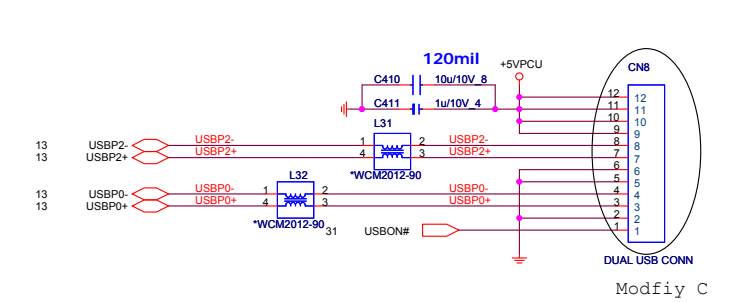 120mil
+5VPCU
CN8
C410 10u/10V_8
C411 1u/10V_4
L31
12 12
11 11
10 10
9 9
8 8
7 7
6 6
5 5
4 4
3 3
2 2
1 1
13 USBP2- USBP2- 1 2 USBP2-
13 USBP2+ USBP2+ 4 3 USBP2+
*WCM2012-90
L32
13 USBP0- USBP0- 1 2 USBP0-
13 USBP0+ USBP0+ 4 3 USBP0+
*WCM2012-90
31 USBON#
DUAL USB CONN
Modfiy C